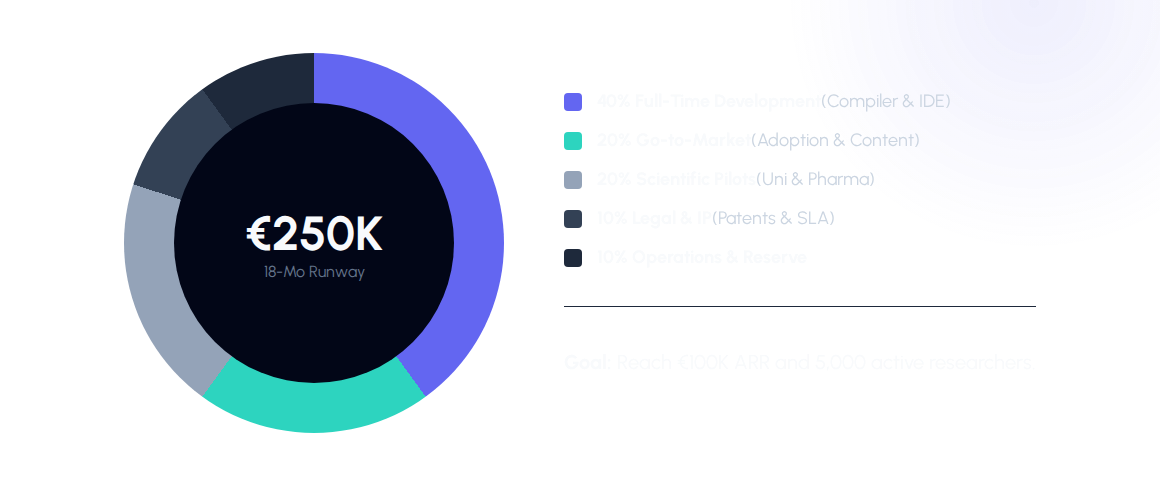 €250K
18-Mo Runway
40% Full-Time Development (Compiler & IDE)
20% Go-to-Market (Adoption & Content)
20% Scientific Pilots (Uni & Pharma)
10% Legal & IP (Patents & SLA)
10% Operations & Reserve
Goal: Reach €100K ARR and 5,000 active researchers.